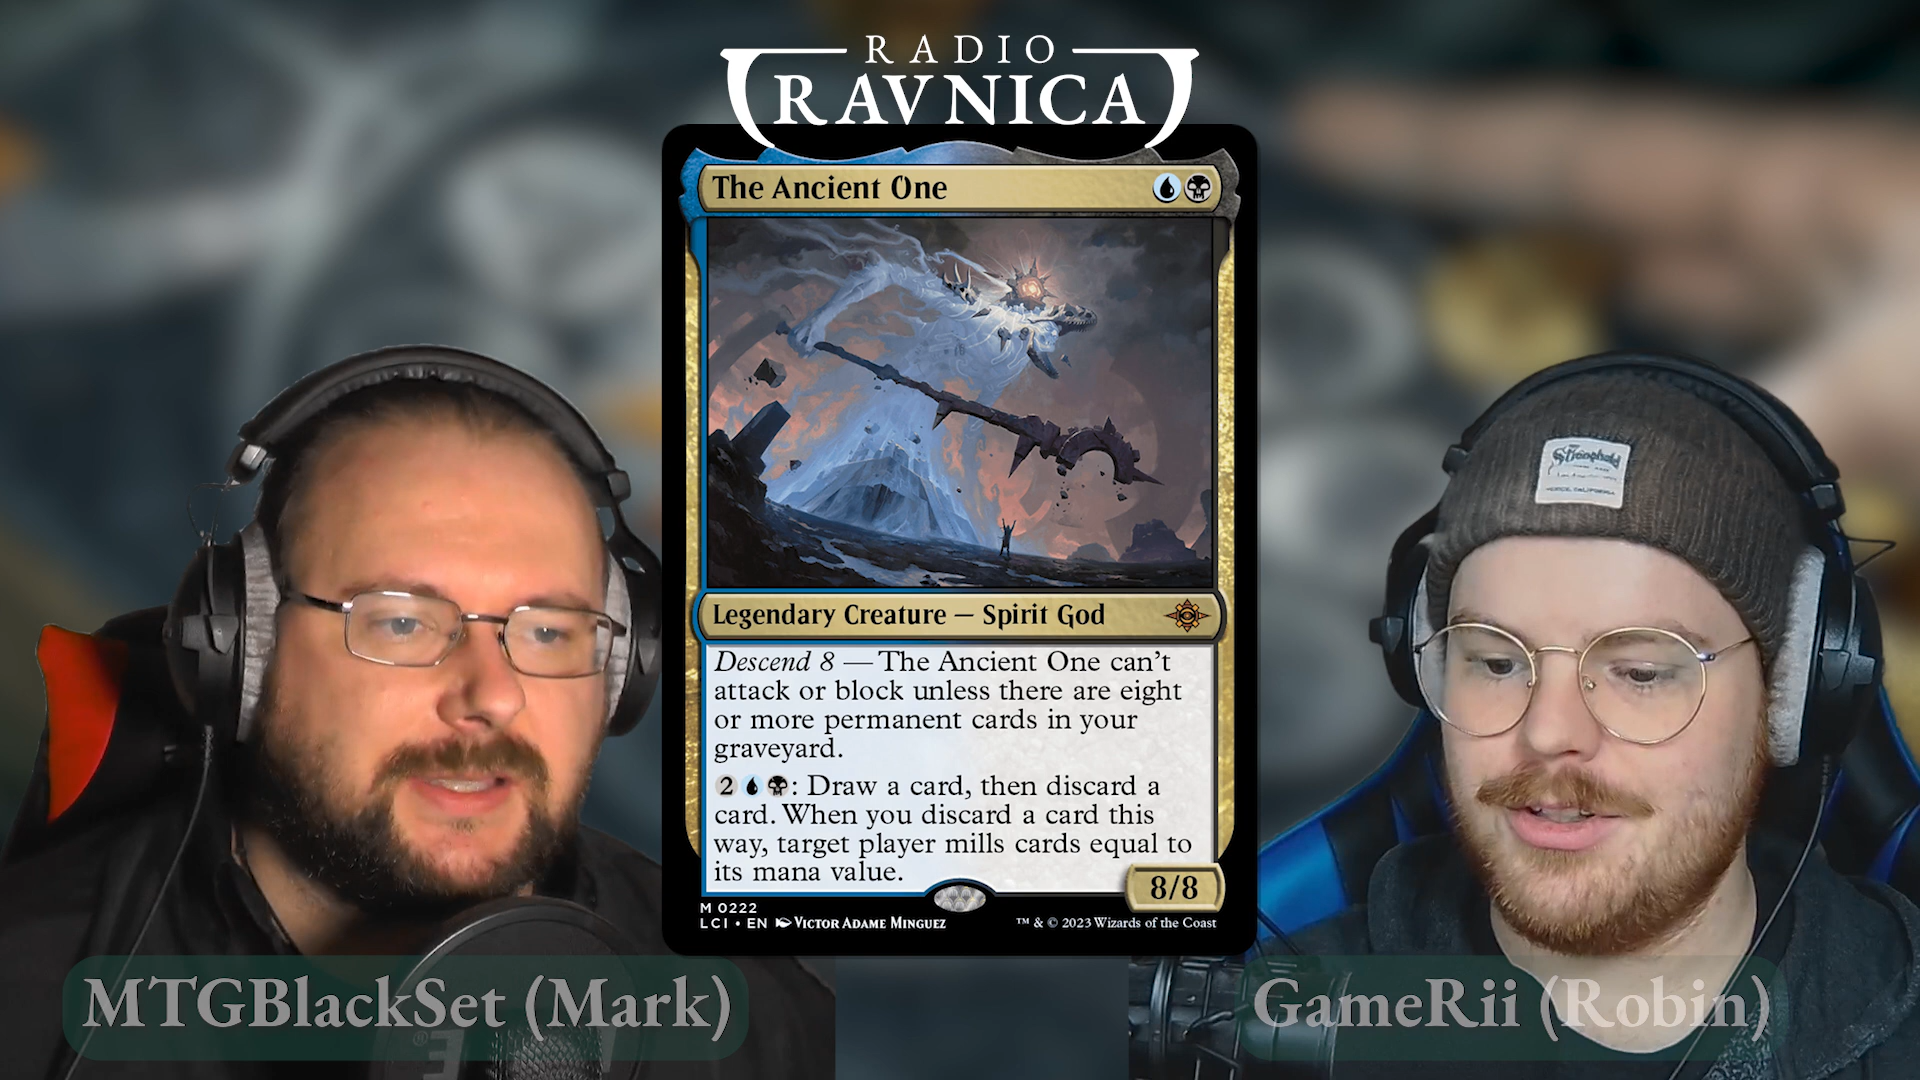 RADIO
RAVNICA
The Ancient One
Legendary Creature — Spirit God
Descend 8 — The Ancient One can't
attack or block unless there are eight
or more permanent cards in your
graveyard.
2 : Draw a card, then discard a
card. When you discard a card this
way, target player mills cards equal to
its mana value.
8/8
M 0222
LCI • EN VICTOR ADAME MINGUEZ
™ & © 2023 Wizards of the Coast
Stronghold
MTGBlackSet (Mark)
GameRii (Robin)